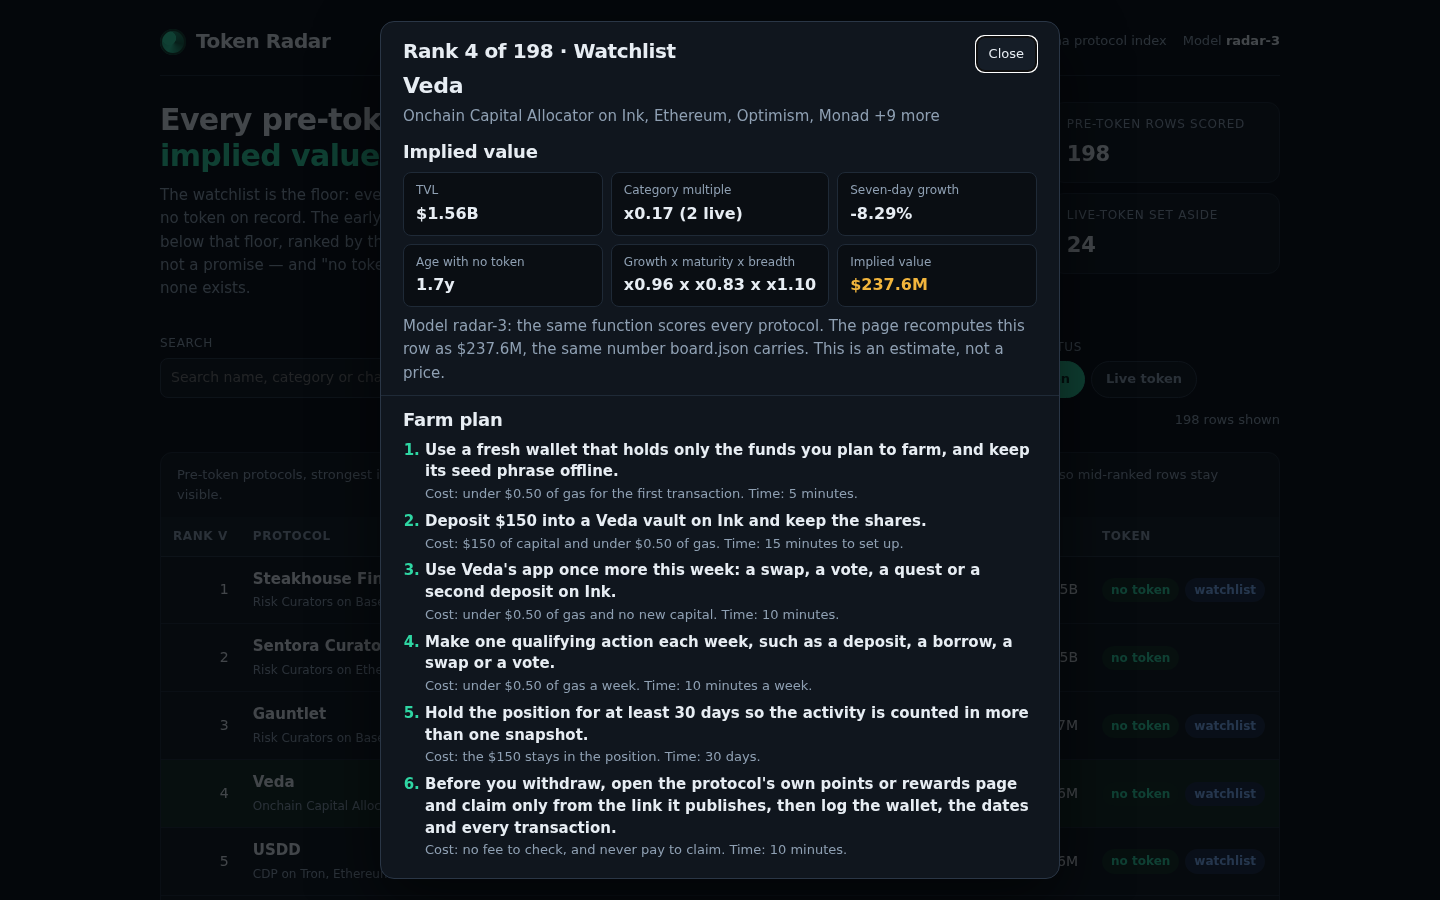 Token Radar
a protocol index
Model radar-3
Every pre-tok
implied value
The watchlist is the floor: eve
no token on record. The early
below that floor, ranked by th
not a promise — and "no toke
none exists.
PRE-TOKEN ROWS SCORED
198
LIVE-TOKEN SET ASIDE
24
SEARCH
Search name, category or cha
TUS
n
Live token
198 rows shown
Pre-token protocols, strongest i
so mid-ranked rows stay
visible.
RANK V
PROTOCOL
TOKEN
1
Steakhouse Fin
Risk Curators on Base
5B
no token
watchlist
2
Sentora Curato
Risk Curators on Ethe
5B
no token
3
Gauntlet
Risk Curators on Base
7M
no token
watchlist
4
Veda
Onchain Capital Alloc
6M
no token
watchlist
5
USDD
CDP on Tron, Ethereum
6M
no token
watchlist
Rank 4 of 198 · Watchlist
Close
Veda
Onchain Capital Allocator on Ink, Ethereum, Optimism, Monad +9 more
Implied value
TVL
$1.56B
Category multiple
x0.17 (2 live)
Seven-day growth
-8.29%
Age with no token
1.7y
Growth x maturity x breadth
x0.96 x x0.83 x x1.10
Implied value
$237.6M
Model radar-3: the same function scores every protocol. The page recomputes this
row as $237.6M, the same number board.json carries. This is an estimate, not a
price.
Farm plan
1. Use a fresh wallet that holds only the funds you plan to farm, and keep
its seed phrase offline.
Cost: under $0.50 of gas for the first transaction. Time: 5 minutes.
2. Deposit $150 into a Veda vault on Ink and keep the shares.
Cost: $150 of capital and under $0.50 of gas. Time: 15 minutes to set up.
3. Use Veda's app once more this week: a swap, a vote, a quest or a
second deposit on Ink.
Cost: under $0.50 of gas and no new capital. Time: 10 minutes.
4. Make one qualifying action each week, such as a deposit, a borrow, a
swap or a vote.
Cost: under $0.50 of gas a week. Time: 10 minutes a week.
5. Hold the position for at least 30 days so the activity is counted in more
than one snapshot.
Cost: the $150 stays in the position. Time: 30 days.
6. Before you withdraw, open the protocol's own points or rewards page
and claim only from the link it publishes, then log the wallet, the dates
and every transaction.
Cost: no fee to check, and never pay to claim. Time: 10 minutes.